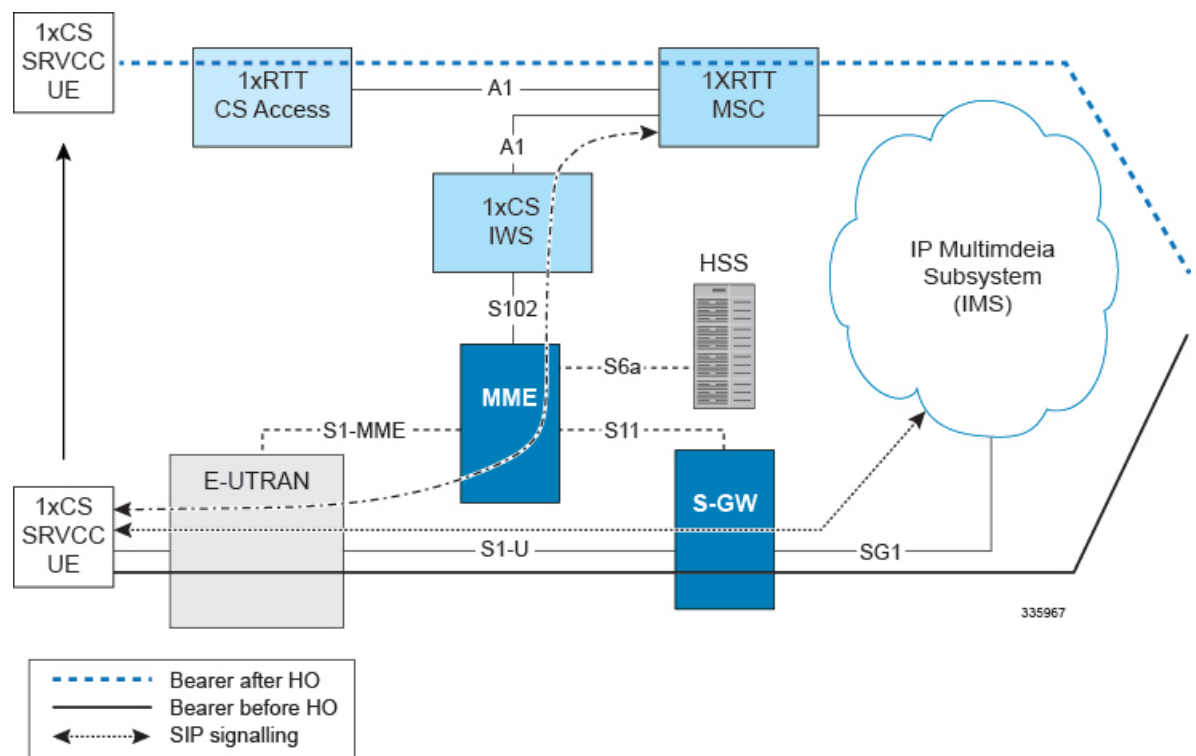 1xCS
SRVCC
UE
1xRTT
CS Access
A1
1XRTT
MSC
A1
1xCS
IWS
IP Multimdeia
Subsystem
(IMS)
HSS
S102
MME
S6a
S1-MME
S11
E-UTRAN
S-GW
1xCS
SRVCC
UE
S1-U
SG1
335967
Bearer after HO
Bearer before HO
SIP signalling